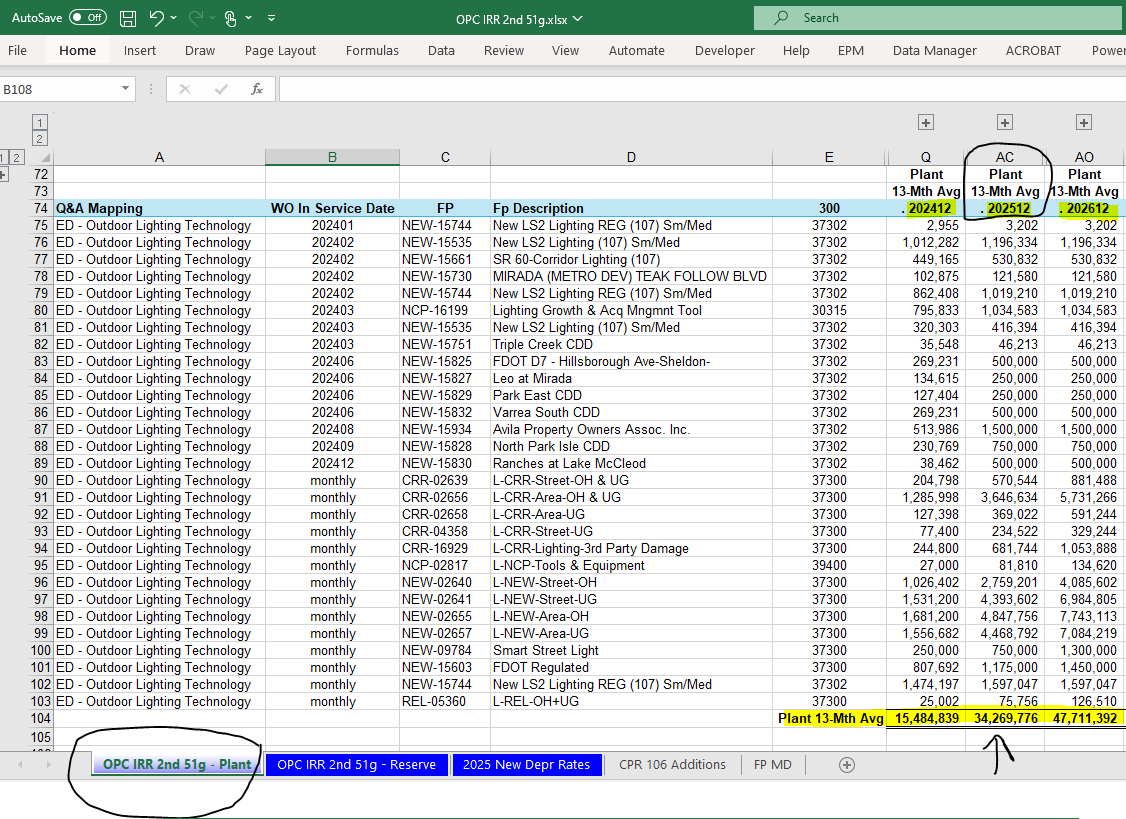 AutoSave Off OPC IRR 2nd 51g.xlsx Search
File Home Insert Draw Page Layout Formulas Data Review View Automate Developer Help EPM Data Manager ACROBAT Power
B108 fx
1
2
1 2 A B C D E Q AC AO
72 Plant Plant Plant
73 13-Mth Avg 13-Mth Avg 13-Mth Avg
74 Q&A Mapping WO In Service Date FP Fp Description 300 . 202412 . 202512 . 202612
75 ED - Outdoor Lighting Technology 202401 NEW-15744 New LS2 Lighting REG (107) Sm/Med 37302 2,955 3,202 3,202
76 ED - Outdoor Lighting Technology 202402 NEW-15535 New LS2 Lighting (107) Sm/Med 37302 1,012,282 1,196,334 1,196,334
77 ED - Outdoor Lighting Technology 202402 NEW-15661 SR 60-Corridor Lighting (107) 37302 449,165 530,832 530,832
78 ED - Outdoor Lighting Technology 202402 NEW-15730 MIRADA (METRO DEV) TEAK FOLLOW BLVD 37302 102,875 121,580 121,580
79 ED - Outdoor Lighting Technology 202402 NEW-15744 New LS2 Lighting REG (107) Sm/Med 37302 862,408 1,019,210 1,019,210
80 ED - Outdoor Lighting Technology 202403 NCP-16199 Lighting Growth & Acq Mngmnt Tool 30315 795,833 1,034,583 1,034,583
81 ED - Outdoor Lighting Technology 202403 NEW-15535 New LS2 Lighting (107) Sm/Med 37302 320,303 416,394 416,394
82 ED - Outdoor Lighting Technology 202403 NEW-15751 Triple Creek CDD 37302 35,548 46,213 46,213
83 ED - Outdoor Lighting Technology 202406 NEW-15825 FDOT D7 - Hillsborough Ave-Sheldon- 37302 269,231 500,000 500,000
84 ED - Outdoor Lighting Technology 202406 NEW-15827 Leo at Mirada 37302 134,615 250,000 250,000
85 ED - Outdoor Lighting Technology 202406 NEW-15829 Park East CDD 37302 127,404 250,000 250,000
86 ED - Outdoor Lighting Technology 202406 NEW-15832 Varrea South CDD 37302 269,231 500,000 500,000
87 ED - Outdoor Lighting Technology 202408 NEW-15934 Avila Property Owners Assoc. Inc. 37302 513,986 1,500,000 1,500,000
88 ED - Outdoor Lighting Technology 202409 NEW-15828 North Park Isle CDD 37302 230,769 750,000 750,000
89 ED - Outdoor Lighting Technology 202412 NEW-15830 Ranches at Lake McCleod 37302 38,462 500,000 500,000
90 ED - Outdoor Lighting Technology monthly CRR-02639 L-CRR-Street-OH & UG 37300 204,798 570,544 881,488
91 ED - Outdoor Lighting Technology monthly CRR-02656 L-CRR-Area-OH & UG 37300 1,285,998 3,646,634 5,731,266
92 ED - Outdoor Lighting Technology monthly CRR-02658 L-CRR-Area-UG 37300 127,398 369,022 591,244
93 ED - Outdoor Lighting Technology monthly CRR-04358 L-CRR-Street-UG 37300 77,400 234,522 329,244
94 ED - Outdoor Lighting Technology monthly CRR-16929 L-CRR-Lighting-3rd Party Damage 37300 244,800 681,744 1,053,888
95 ED - Outdoor Lighting Technology monthly NCP-02817 L-NCP-Tools & Equipment 39400 27,000 81,810 134,620
96 ED - Outdoor Lighting Technology monthly NEW-02640 L-NEW-Street-OH 37300 1,026,402 2,759,201 4,085,602
97 ED - Outdoor Lighting Technology monthly NEW-02641 L-NEW-Street-UG 37300 1,531,200 4,393,602 6,984,805
98 ED - Outdoor Lighting Technology monthly NEW-02655 L-NEW-Area-OH 37300 1,681,200 4,847,756 7,743,113
99 ED - Outdoor Lighting Technology monthly NEW-02657 L-NEW-Area-UG 37300 1,556,682 4,468,792 7,084,219
100 ED - Outdoor Lighting Technology monthly NEW-09784 Smart Street Light 37300 250,000 750,000 1,300,000
101 ED - Outdoor Lighting Technology monthly NEW-15603 FDOT Regulated 37300 807,692 1,175,000 1,450,000
102 ED - Outdoor Lighting Technology monthly NEW-15744 New LS2 Lighting REG (107) Sm/Med 37302 1,474,197 1,597,047 1,597,047
103 ED - Outdoor Lighting Technology monthly REL-05360 L-REL-OH+UG 37300 25,002 75,756 126,510
104 Plant 13-Mth Avg 15,484,839 34,269,776 47,711,392
105
OPC IRR 2nd 51g - Plant OPC IRR 2nd 51g - Reserve 2025 New Depr Rates CPR 106 Additions FP MD